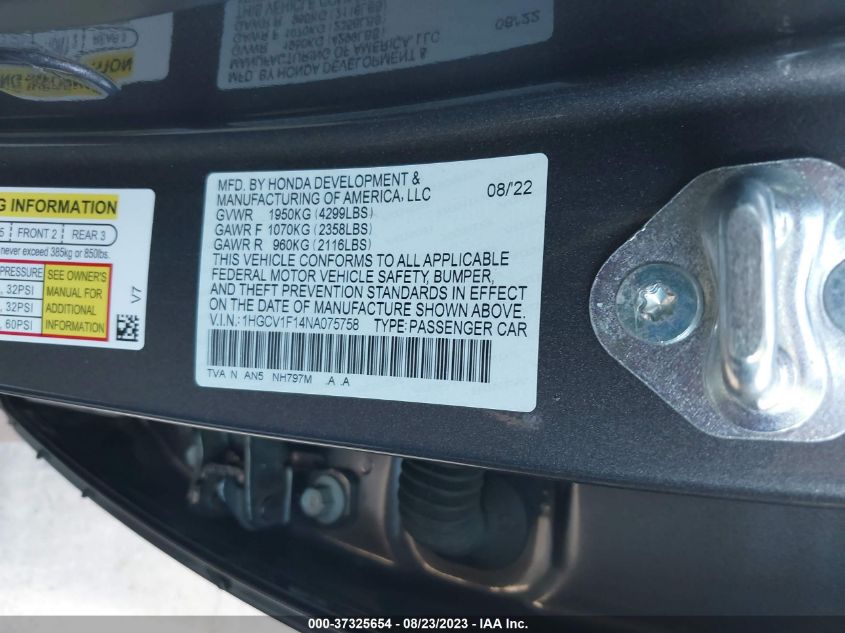 MFD. BY HONDA DEVELOPMENT &
MANUFACTURING OF AMERICA, LLC 08/'22
GVWR 1950KG (4299LBS)
GAWR F 1070KG (2358LBS)
GAWR R 960KG (2116LBS)
THIS VEHICLE CONFORMS TO ALL APPLICABLE
FEDERAL MOTOR VEHICLE SAFETY, BUMPER,
AND THEFT PREVENTION STANDARDS IN EFFECT
ON THE DATE OF MANUFACTURE SHOWN ABOVE.
V.I.N.:1HGCV1F14NA075758 TYPE:PASSENGER CAR
TVA N AN5 NH797M .A .A
INFORMATION
5 FRONT 2 REAR 3
never exceed 385kg or 850lbs.
PRESSURE
, 32PSI
, 32PSI
, 60PSI
SEE OWNER'S
MANUAL FOR
ADDITIONAL
INFORMATION
V7
000-37325654 - 08/23/2023 - IAA Inc.